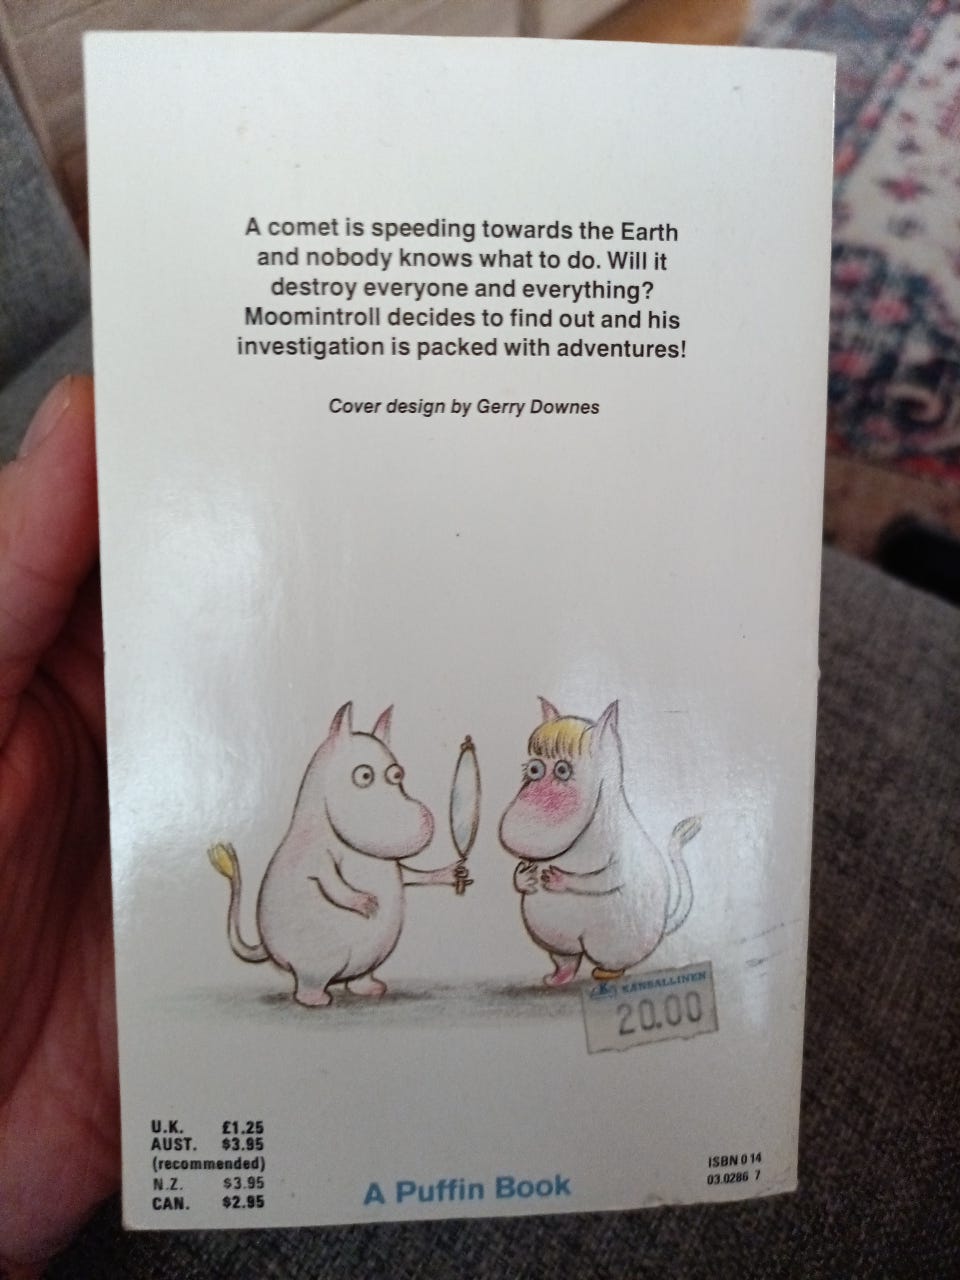 A comet is speeding towards the Earth
and nobody knows what to do. Will it
destroy everyone and everything?
Moomintroll decides to find out and his
investigation is packed with adventures!
Cover design by Gerry Downes
KANSALLINEN
20.00
U.K. £1.25
AUST. $3.95
(recommended)
N.Z. $3.95
CAN. $2.95
A Puffin Book
ISBN 0 14
03.0286 7